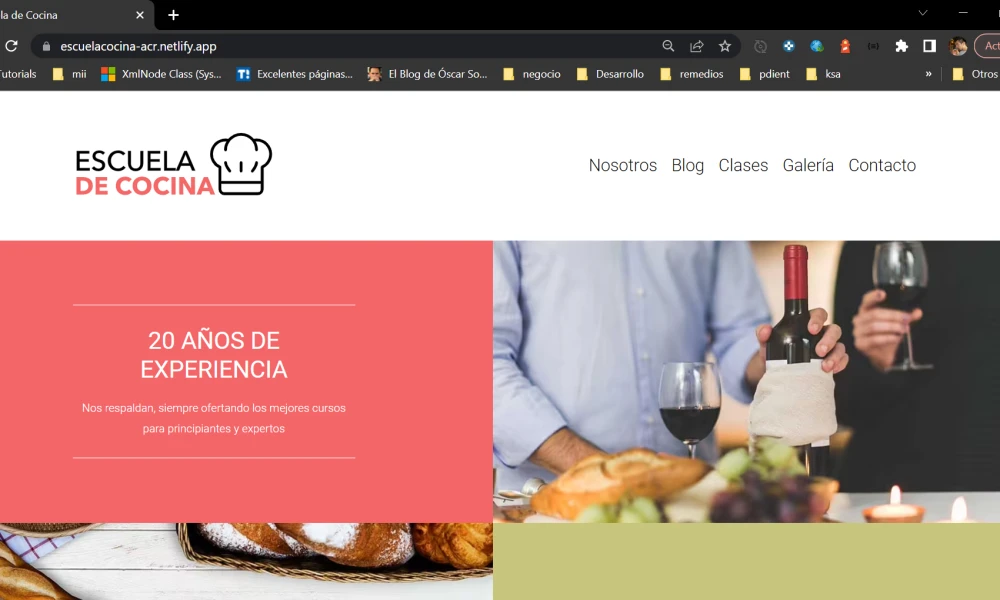 la de Cocina
escuelacocina-acr.netlify.app
Act
Tutorials mii XmlNode Class (Sys... T! Excelentes páginas... El Blog de Óscar So... negocio Desarrollo remedios pdient ksa » Otros
ESCUELA
DE COCINA
Nosotros Blog Clases Galería Contacto
20 AÑOS DE
EXPERIENCIA
Nos respaldan, siempre ofertando los mejores cursos
para principiantes y expertos